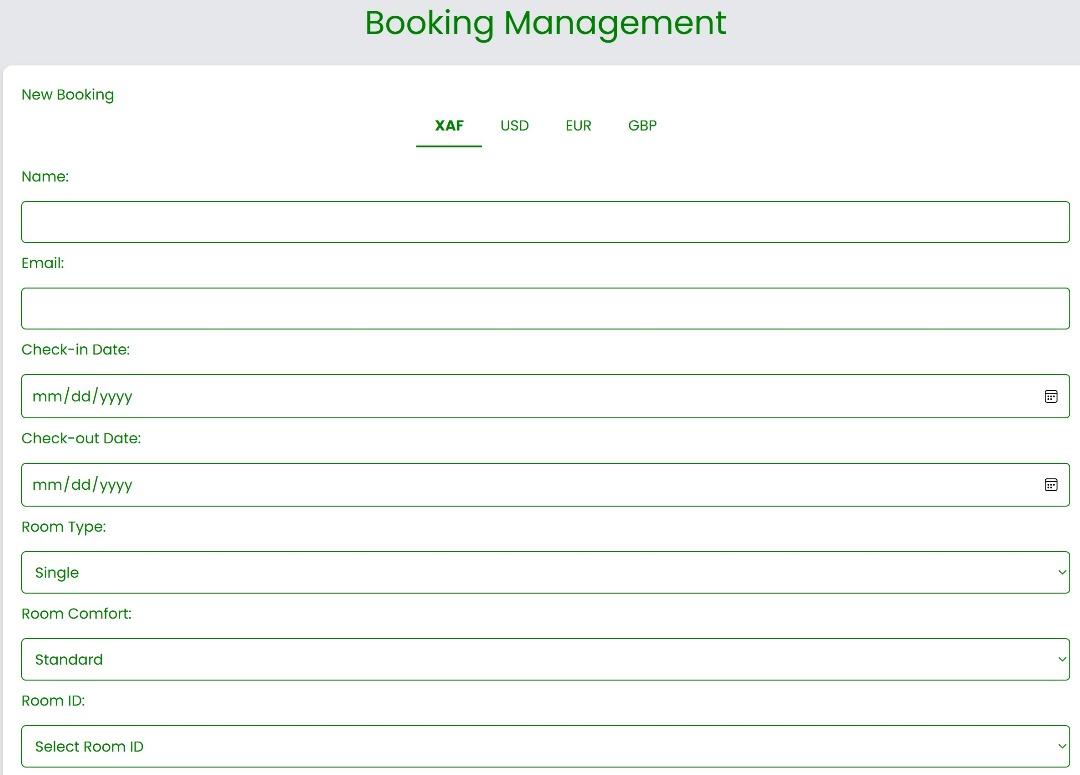 Booking Management
New Booking
XAF USD EUR GBP
Name:
Email:
Check-in Date:
mm/dd/yyyy
Check-out Date:
mm/dd/yyyy
Room Type:
Single
Room Comfort:
Standard
Room ID:
Select Room ID